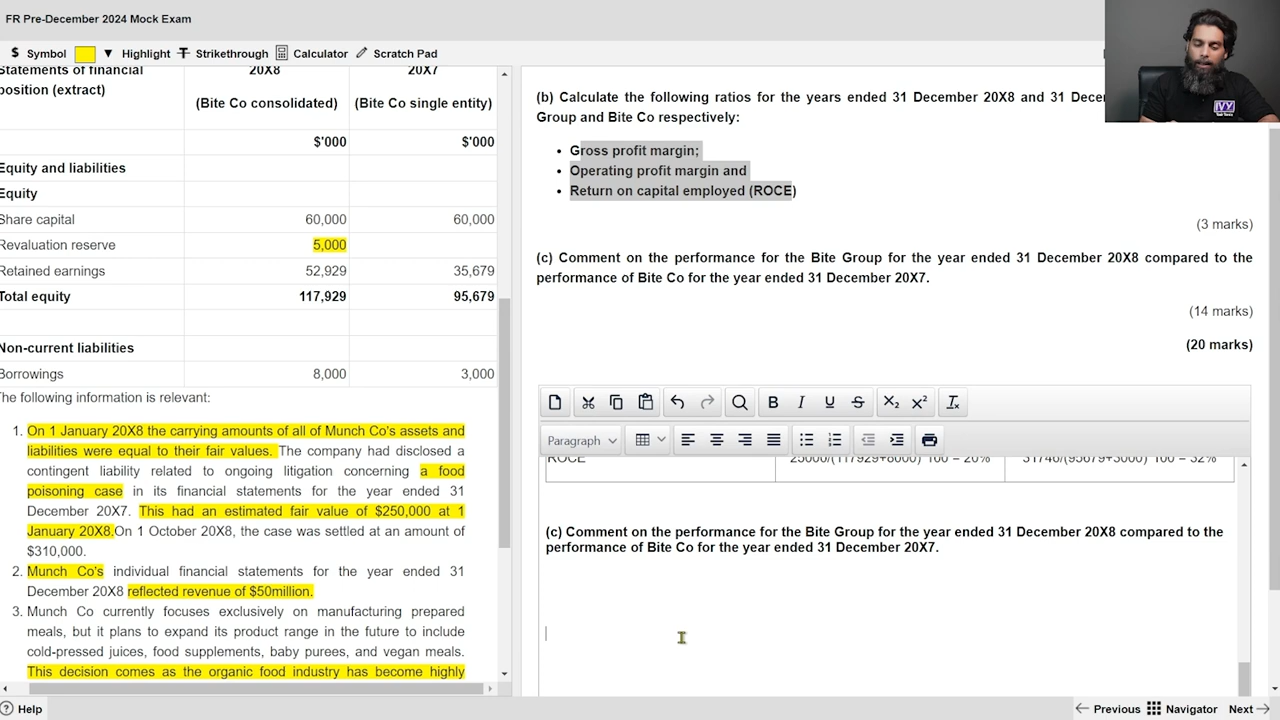 FR Pre-December 2024 Mock Exam
$ Symbol Highlight T Strikethrough Calculator Scratch Pad
Statements of financial position (extract) 20X8 20X7
(Bite Co consolidated) (Bite Co single entity)
$'000 $'000
Equity and liabilities
Equity
Share capital 60,000 60,000
Revaluation reserve 5,000
Retained earnings 52,929 35,679
Total equity 117,929 95,679
Non-current liabilities
Borrowings 8,000 3,000
The following information is relevant:
1. On 1 January 20X8 the carrying amounts of all of Munch Co's assets and
liabilities were equal to their fair values. The company had disclosed a
contingent liability related to ongoing litigation concerning a food
poisoning case in its financial statements for the year ended 31
December 20X7. This had an estimated fair value of $250,000 at 1
January 20X8. On 1 October 20X8, the case was settled at an amount of
$310,000.
2. Munch Co's individual financial statements for the year ended 31
December 20X8 reflected revenue of $50million.
3. Munch Co currently focuses exclusively on manufacturing prepared
meals, but it plans to expand its product range in the future to include
cold-pressed juices, food supplements, baby purees, and vegan meals.
This decision comes as the organic food industry has become highly
(b) Calculate the following ratios for the years ended 31 December 20X8 and 31 Decem
Group and Bite Co respectively:
• Gross profit margin;
• Operating profit margin and
• Return on capital employed (ROCE)
(3 marks)
(c) Comment on the performance for the Bite Group for the year ended 31 December 20X8 compared to the
performance of Bite Co for the year ended 31 December 20X7.
(14 marks)
(20 marks)
B I U S X₂ X² Tx
Paragraph
ROCE 25000/(117929+8000)*100 = 20% 31746/(95679+3000)*100 = 32%
(c) Comment on the performance for the Bite Group for the year ended 31 December 20X8 compared to the
performance of Bite Co for the year ended 31 December 20X7.
IVY
Help Previous Navigator Next